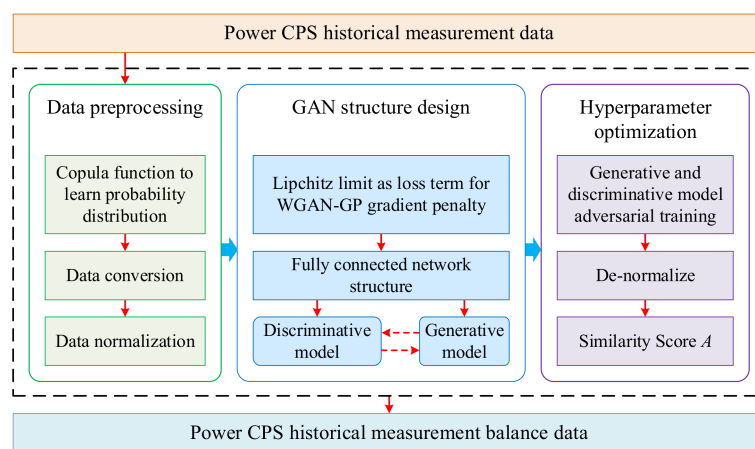 Power CPS historical measurement data
Data preprocessing
Copula function to
learn probability
distribution
Data conversion
Data normalization
GAN structure design
Lipchitz limit as loss term for
WGAN-GP gradient penalty
Fully connected network
structure
Discriminative
model
Generative
model
Hyperparameter
optimization
Generative and
discriminative model
adversarial training
De-normalize
Similarity Score A
Power CPS historical measurement balance data